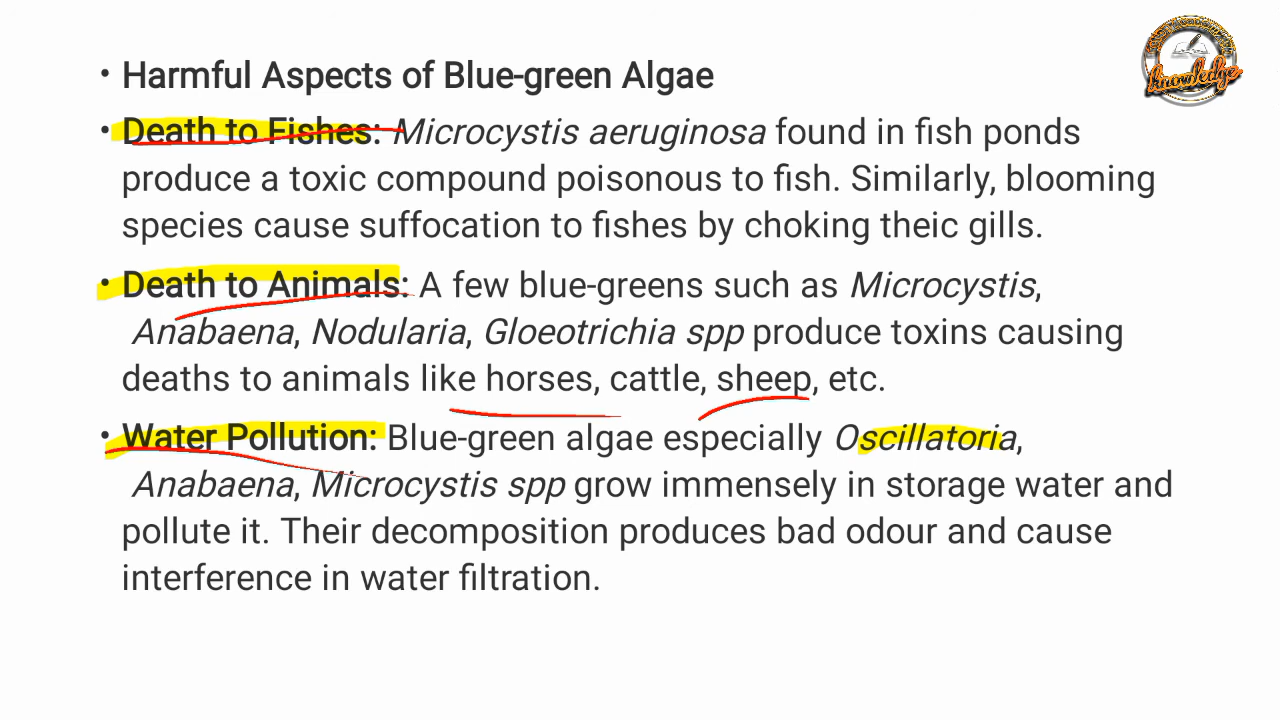 • Harmful Aspects of Blue-green Algae
• Death to Fishes: Microcystis aeruginosa found in fish ponds
produce a toxic compound poisonous to fish. Similarly, blooming
species cause suffocation to fishes by choking theic gills.
• Death to Animals: A few blue-greens such as Microcystis,
Anabaena, Nodularia, Gloeotrichia spp produce toxins causing
deaths to animals like horses, cattle, sheep, etc.
• Water Pollution: Blue-green algae especially Oscillatoria,
Anabaena, Microcystis spp grow immensely in storage water and
pollute it. Their decomposition produces bad odour and cause
interference in water filtration.
knowledge